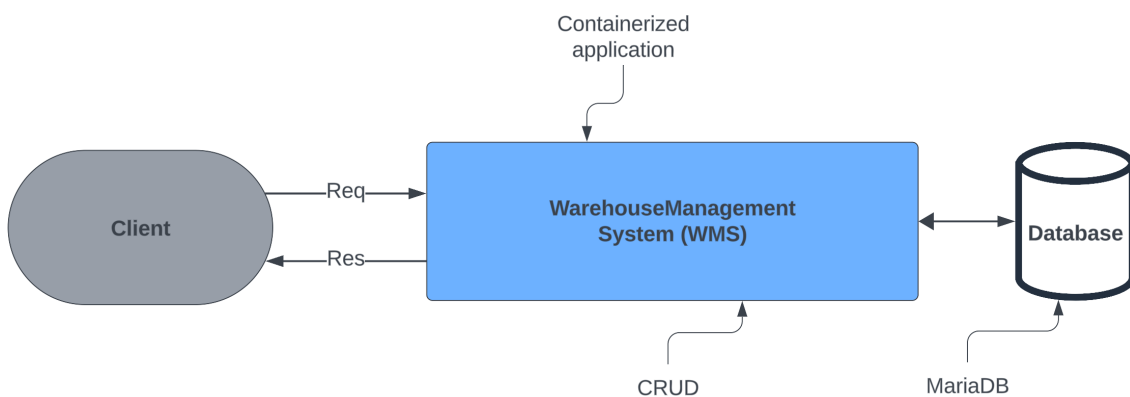 Containerized
application
Client
Req
Res
WarehouseManagement
System (WMS)
Database
CRUD
MariaDB